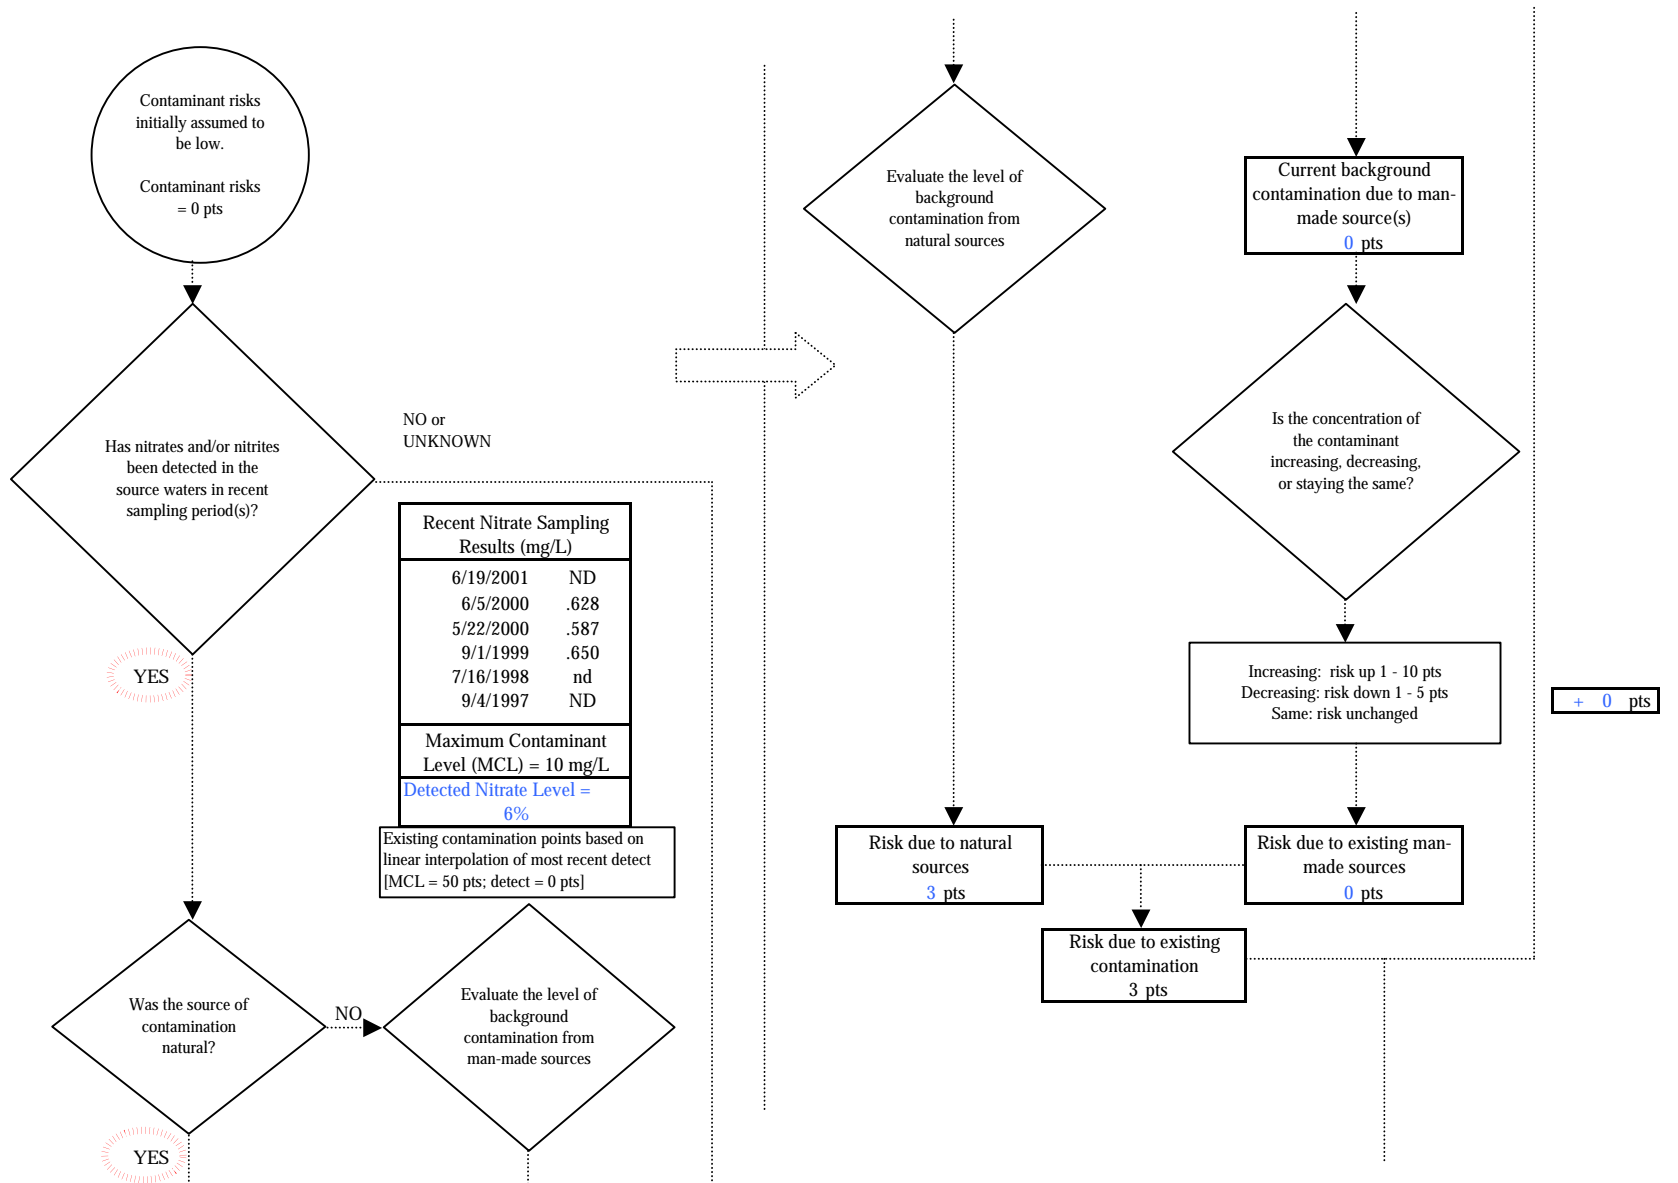 Contaminant risks
initially assumed to
be low.
Contaminant risks
= 0 pts
Has nitrates and/or nitrites
been detected in the
source waters in recent
sampling period(s)?
NO or
UNKNOWN
YES
Recent Nitrate Sampling
Results (mg/L)
6/19/2001 ND
6/5/2000 .628
5/22/2000 .587
9/1/1999 .650
7/16/1998 nd
9/4/1997 ND
Maximum Contaminant
Level (MCL) = 10 mg/L
Detected Nitrate Level =
6%
Existing contamination points based on
linear interpolation of most recent detect
[MCL = 50 pts; detect = 0 pts]
Was the source of
contamination
natural?
NO
YES
Evaluate the level of
background
contamination from
man-made sources
Evaluate the level of
background
contamination from
natural sources
Risk due to natural
sources
3 pts
Current background
contamination due to man-
made source(s)
0 pts
Is the concentration of
the contaminant
increasing, decreasing,
or staying the same?
Increasing: risk up 1 - 10 pts
Decreasing: risk down 1 - 5 pts
Same: risk unchanged
+ 0 pts
Risk due to existing man-
made sources
0 pts
Risk due to existing
contamination
3 pts